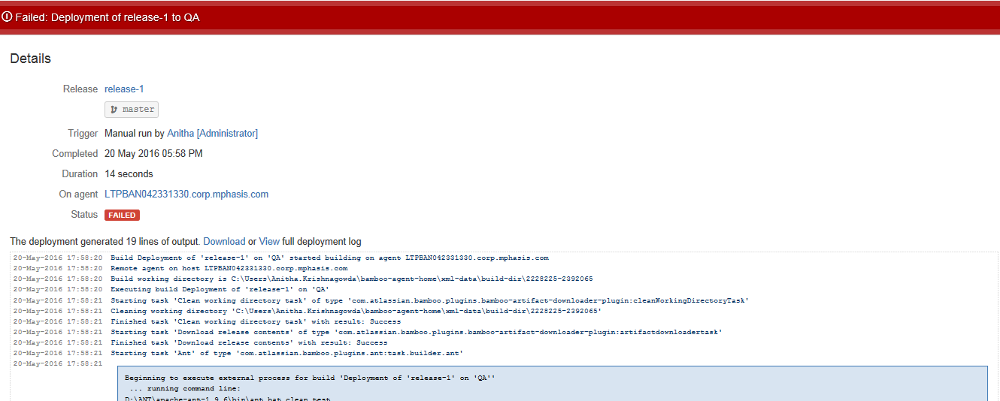 Failed: Deployment of release-1 to QA
Details
Release release-1
master
Trigger Manual run by Anitha [Administrator]
Completed 20 May 2016 05:58 PM
Duration 14 seconds
On agent LTPBAN042331330.corp.mphasis.com
Status FAILED
The deployment generated 19 lines of output. Download or View full deployment log
20-May-2016 17:58:20 Build Deployment of 'release-1' on 'QA' started building on agent LTPBAN042331330.corp.mphasis.com
20-May-2016 17:58:20 Remote agent on host LTPBAN042331330.corp.mphasis.com
20-May-2016 17:58:20 Build working directory is C:\Users\Anitha.Krishnagowda\bamboo-agent-home\xml-data\build-dir\2228225-2392065
20-May-2016 17:58:20 Executing build Deployment of 'release-1' on 'QA'
20-May-2016 17:58:21 Starting task 'Clean working directory task' of type 'com.atlassian.bamboo.plugins.bamboo-artifact-downloader-plugin:cleanWorkingDirectoryTask'
20-May-2016 17:58:21 Cleaning working directory 'C:\Users\Anitha.Krishnagowda\bamboo-agent-home\xml-data\build-dir\2228225-2392065'
20-May-2016 17:58:21 Finished task 'Clean working directory task' with result: Success
20-May-2016 17:58:21 Starting task 'Download release contents' of type 'com.atlassian.bamboo.plugins.bamboo-artifact-downloader-plugin:artifactdownloadertask'
20-May-2016 17:58:21 Finished task 'Download release contents' with result: Success
20-May-2016 17:58:21 Starting task 'Ant' of type 'com.atlassian.bamboo.plugins.ant:task.builder.ant'
20-May-2016 17:58:21
Beginning to execute external process for build 'Deployment of 'release-1' on 'QA''
... running command line:
D:\ANT\apache-ant-1.9.6\bin\ant.bat clean test